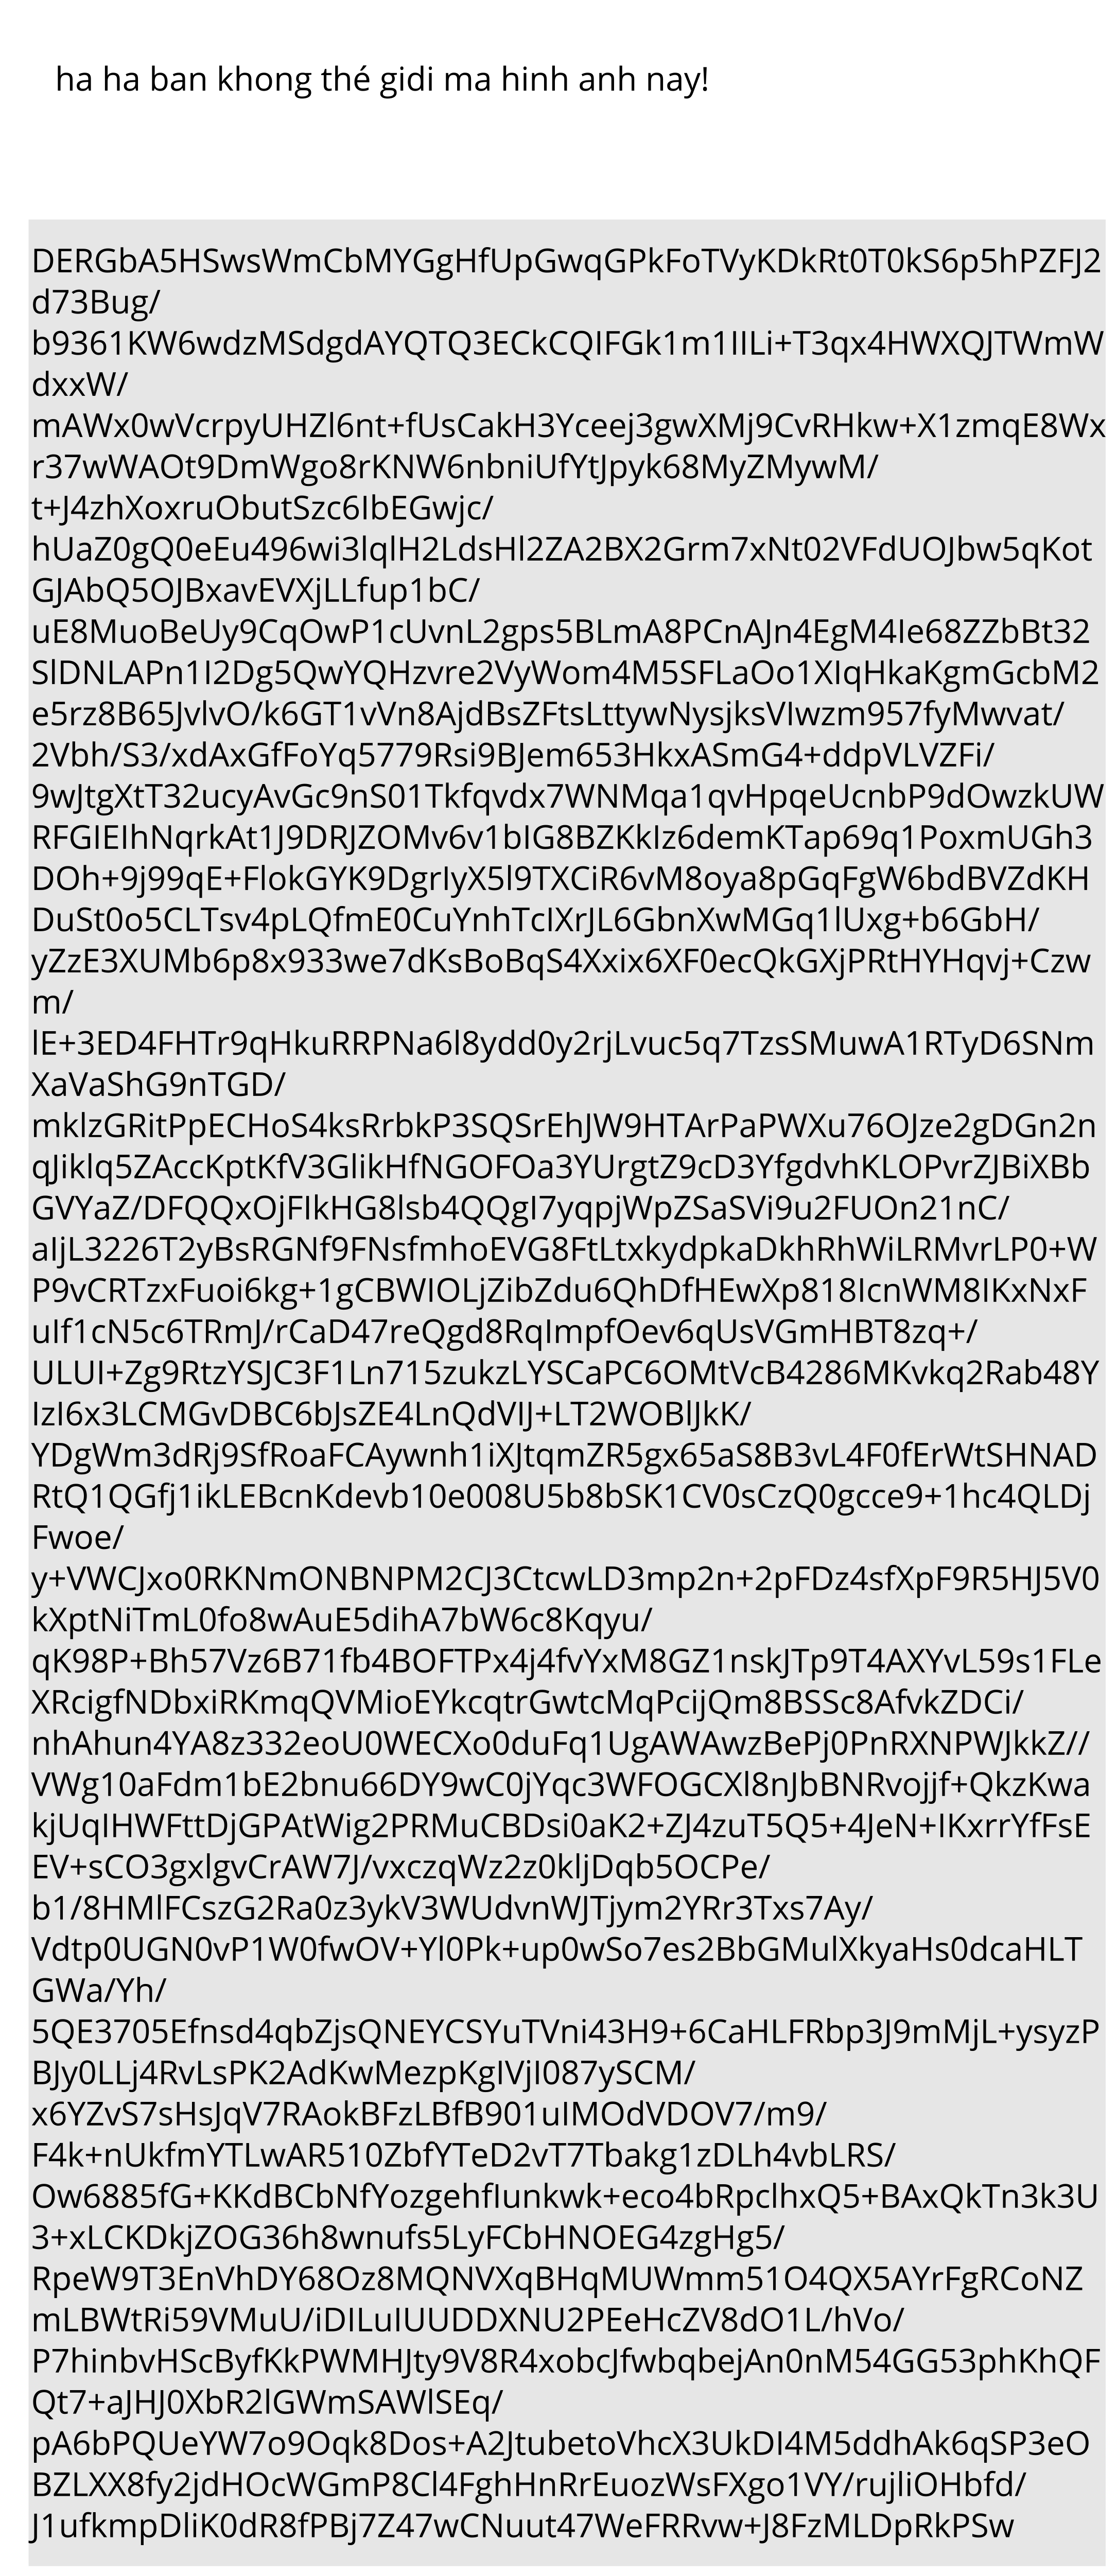 ha ha ban khong thé gidi ma hinh anh nay!
DERGbA5HSwsWmCbMYGgHfUpGwqGPkFoTVyKDkRt0T0kS6p5hPZFJ2
d73Bug/
b9361KW6wdzMSdgdAYQTQ3ECkCQIFGk1m1IILi+T3qx4HWXQJTWmW
dxxW/
mAWx0wVcrpyUHZl6nt+fUsCakH3Yceej3gwXMj9CvRHkw+X1zmqE8Wx
r37wWAOt9DmWgo8rKNW6nbniUfYtJpyk68MyZMywM/
t+J4zhXoxruObutSzc6IbEGwjc/
hUaZ0gQ0eEu496wi3lqlH2LdsHl2ZA2BX2Grm7xNt02VFdUOJbw5qKot
GJAbQ5OJBxavEVXjLLfup1bC/
uE8MuoBeUy9CqOwP1cUvnL2gps5BLmA8PCnAJn4EgM4Ie68ZZbBt32
SlDNLAPn1I2Dg5QwYQHzvre2VyWom4M5SFLaOo1XIqHkaKgmGcbM2
e5rz8B65JvlvO/k6GT1vVn8AjdBsZFtsLttywNysjksVIwzm957fyMwvat/
2Vbh/S3/xdAxGfFoYq5779Rsi9BJem653HkxASmG4+ddpVLVZFi/
9wJtgXtT32ucyAvGc9nS01Tkfqvdx7WNMqa1qvHpqeUcnbP9dOwzkUW
RFGIEIhNqrkAt1J9DRJZOMv6v1bIG8BZKkIz6demKTap69q1PoxmUGh3
DOh+9j99qE+FlokGYK9DgrIyX5l9TXCiR6vM8oya8pGqFgW6bdBVZdKH
DuSt0o5CLTsv4pLQfmE0CuYnhTcIXrJL6GbnXwMGq1lUxg+b6GbH/
yZzE3XUMb6p8x933we7dKsBoBqS4Xxix6XF0ecQkGXjPRtHYHqvj+Czw
m/
lE+3ED4FHTr9qHkuRRPNa6l8ydd0y2rjLvuc5q7TzsSMuwA1RTyD6SNm
XaVaShG9nTGD/
mklzGRitPpECHoS4ksRrbkP3SQSrEhJW9HTArPaPWXu76OJze2gDGn2n
qJiklq5ZAccKptKfV3GlikHfNGOFOa3YUrgtZ9cD3YfgdvhKLOPvrZJBiXBb
GVYaZ/DFQQxOjFIkHG8lsb4QQgI7yqpjWpZSaSVi9u2FUOn21nC/
aIjL3226T2yBsRGNf9FNsfmhoEVG8FtLtxkydpkaDkhRhWiLRMvrLP0+W
P9vCRTzxFuoi6kg+1gCBWIOLjZibZdu6QhDfHEwXp818IcnWM8IKxNxF
uIf1cN5c6TRmJ/rCaD47reQgd8RqImpfOev6qUsVGmHBT8zq+/
ULUI+Zg9RtzYSJC3F1Ln715zukzLYSCaPC6OMtVcB4286MKvkq2Rab48Y
IzI6x3LCMGvDBC6bJsZE4LnQdVIJ+LT2WOBlJkK/
YDgWm3dRj9SfRoaFCAywnh1iXJtqmZR5gx65aS8B3vL4F0fErWtSHNAD
RtQ1QGfj1ikLEBcnKdevb10e008U5b8bSK1CV0sCzQ0gcce9+1hc4QLDj
Fwoe/
y+VWCJxo0RKNmONBNPM2CJ3CtcwLD3mp2n+2pFDz4sfXpF9R5HJ5V0
kXptNiTmL0fo8wAuE5dihA7bW6c8Kqyu/
qK98P+Bh57Vz6B71fb4BOFTPx4j4fvYxM8GZ1nskJTp9T4AXYvL59s1FLe
XRcigfNDbxiRKmqQVMioEYkcqtrGwtcMqPcijQm8BSSc8AfvkZDCi/
nhAhun4YA8z332eoU0WECXo0duFq1UgAWAwzBePj0PnRXNPWJkkZ//
VWg10aFdm1bE2bnu66DY9wC0jYqc3WFOGCXl8nJbBNRvojjf+QkzKwa
kjUqIHWFttDjGPAtWig2PRMuCBDsi0aK2+ZJ4zuT5Q5+4JeN+IKxrrYfFsE
EV+sCO3gxlgvCrAW7J/vxczqWz2z0kljDqb5OCPe/
b1/8HMlFCszG2Ra0z3ykV3WUdvnWJTjym2YRr3Txs7Ay/
Vdtp0UGN0vP1W0fwOV+Yl0Pk+up0wSo7es2BbGMulXkyaHs0dcaHLT
GWa/Yh/
5QE3705Efnsd4qbZjsQNEYCSYuTVni43H9+6CaHLFRbp3J9mMjL+ysyzP
BJy0LLj4RvLsPK2AdKwMezpKgIVjI087ySCM/
x6YZvS7sHsJqV7RAokBFzLBfB901uIMOdVDOV7/m9/
F4k+nUkfmYTLwAR510ZbfYTeD2vT7Tbakg1zDLh4vbLRS/
Ow6885fG+KKdBCbNfYozgehfIunkwk+eco4bRpclhxQ5+BAxQkTn3k3U
3+xLCKDkjZOG36h8wnufs5LyFCbHNOEG4zgHg5/
RpeW9T3EnVhDY68Oz8MQNVXqBHqMUWmm51O4QX5AYrFgRCoNZ
mLBWtRi59VMuU/iDILuIUUDDXNU2PEeHcZV8dO1L/hVo/
P7hinbvHScByfKkPWMHJty9V8R4xobcJfwbqbejAn0nM54GG53phKhQF
Qt7+aJHJ0XbR2lGWmSAWlSEq/
pA6bPQUeYW7o9Oqk8Dos+A2JtubetoVhcX3UkDI4M5ddhAk6qSP3eO
BZLXX8fy2jdHOcWGmP8Cl4FghHnRrEuozWsFXgo1VY/rujliOHbfd/
J1ufkmpDliK0dR8fPBj7Z47wCNuut47WeFRRvw+J8FzMLDpRkPSw